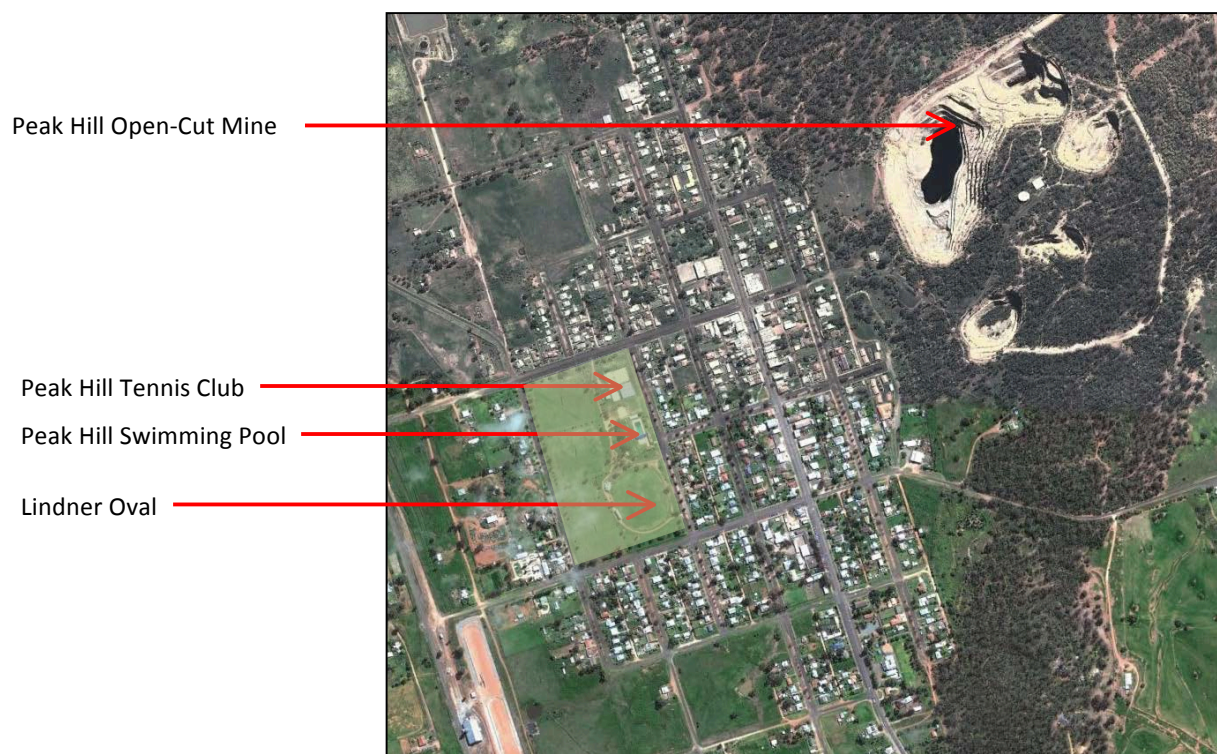 Peak Hill Open-Cut Mine
Peak Hill Tennis Club
Peak Hill Swimming Pool
Lindner Oval